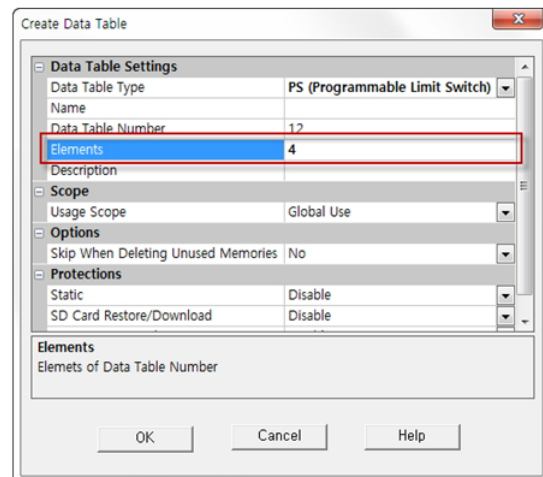 Create Data Table
Data Table Settings
Data Table Type PS (Programmable Limit Switch)
Name
Data Table Number 12
Elements 4
Description
Scope
Usage Scope Global Use
Options
Skip When Deleting Unused Memories No
Protections
Static Disable
SD Card Restore/Download Disable
Elements
Elemets of Data Table Number
OK Cancel Help